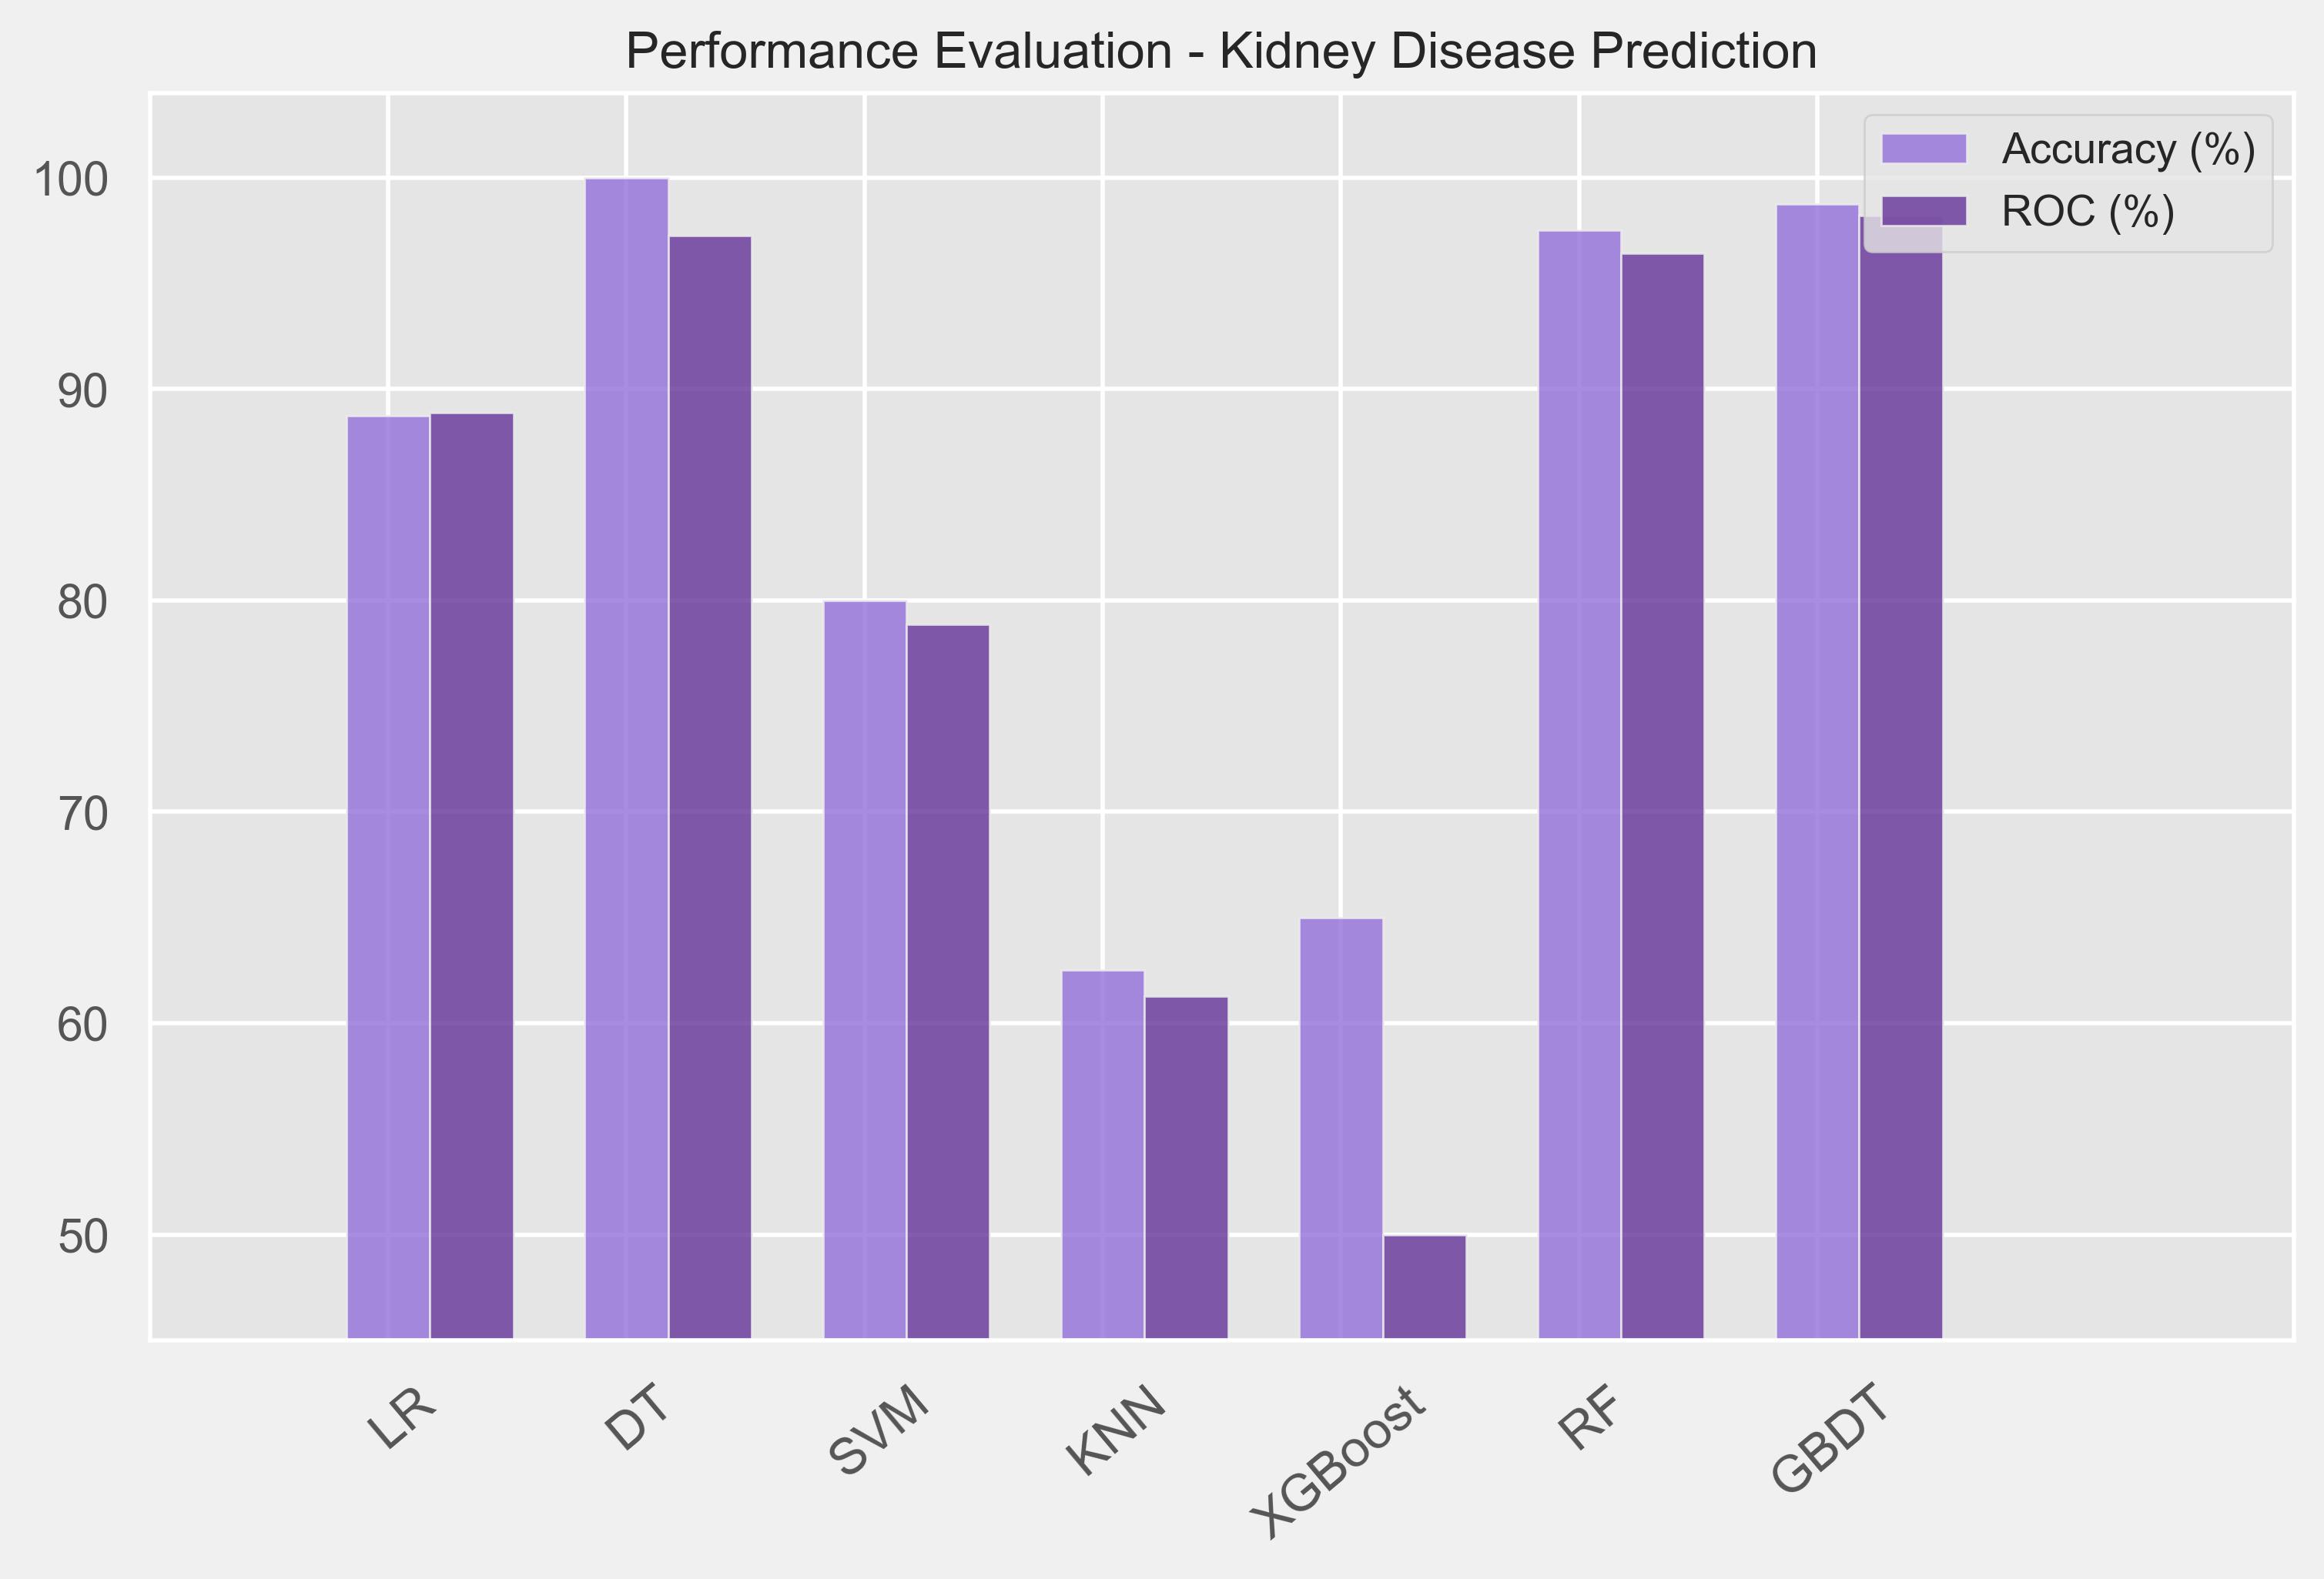 Performance Evaluation - Kidney Disease Prediction
Accuracy (%)
ROC (%)
100
90
80
70
60
50
LR
DT
SVM
KNN
XGBoost
RF
GBDT